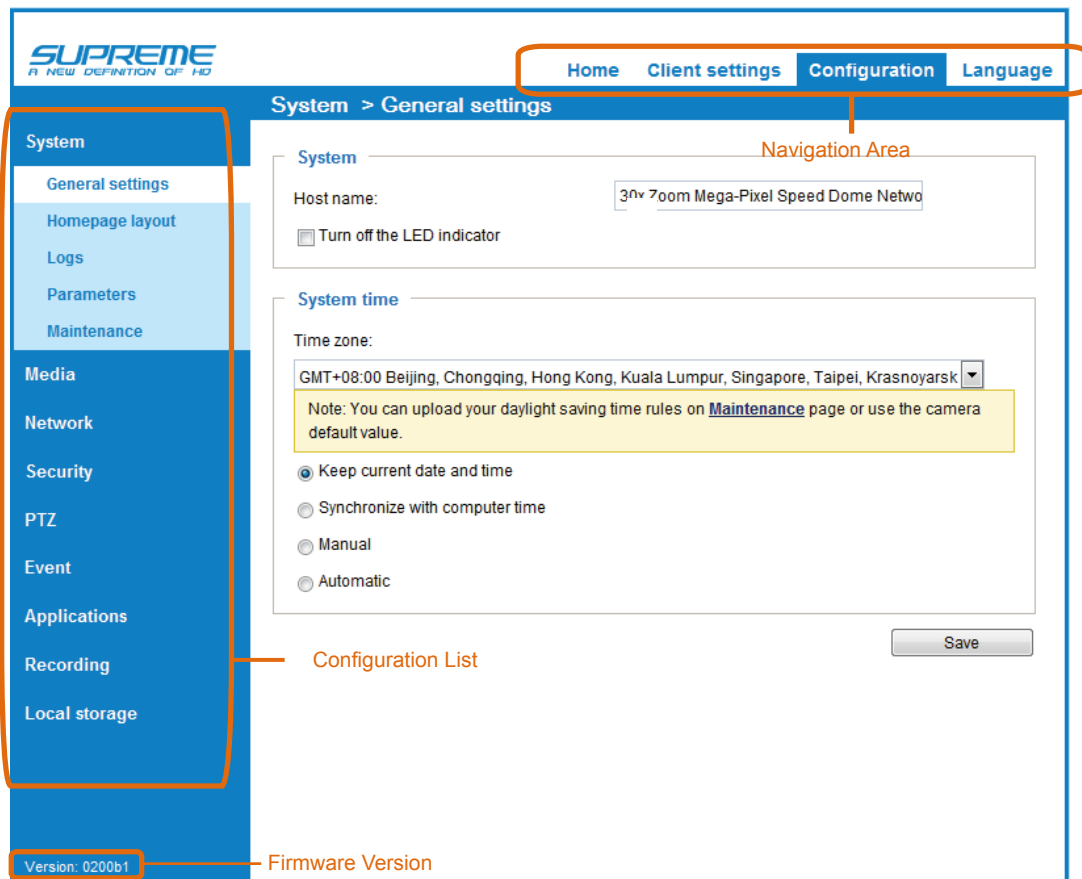 SUPREME
A NEW DEFINITION OF HD
Home Client settings Configuration Language
System > General settings
Navigation Area
System
General settings
Homepage layout
Logs
Parameters
Maintenance
Media
Network
Security
PTZ
Event
Applications
Recording
Local storage
Version: 0200b1
System
Host name:
30x Zoom Mega-Pixel Speed Dome Netwo
Turn off the LED indicator
System time
Time zone:
GMT+08:00 Beijing, Chongqing, Hong Kong, Kuala Lumpur, Singapore, Taipei, Krasnoyarsk
Note: You can upload your daylight saving time rules on Maintenance page or use the camera
default value.
Keep current date and time
Synchronize with computer time
Manual
Automatic
Save
Configuration List
Firmware Version